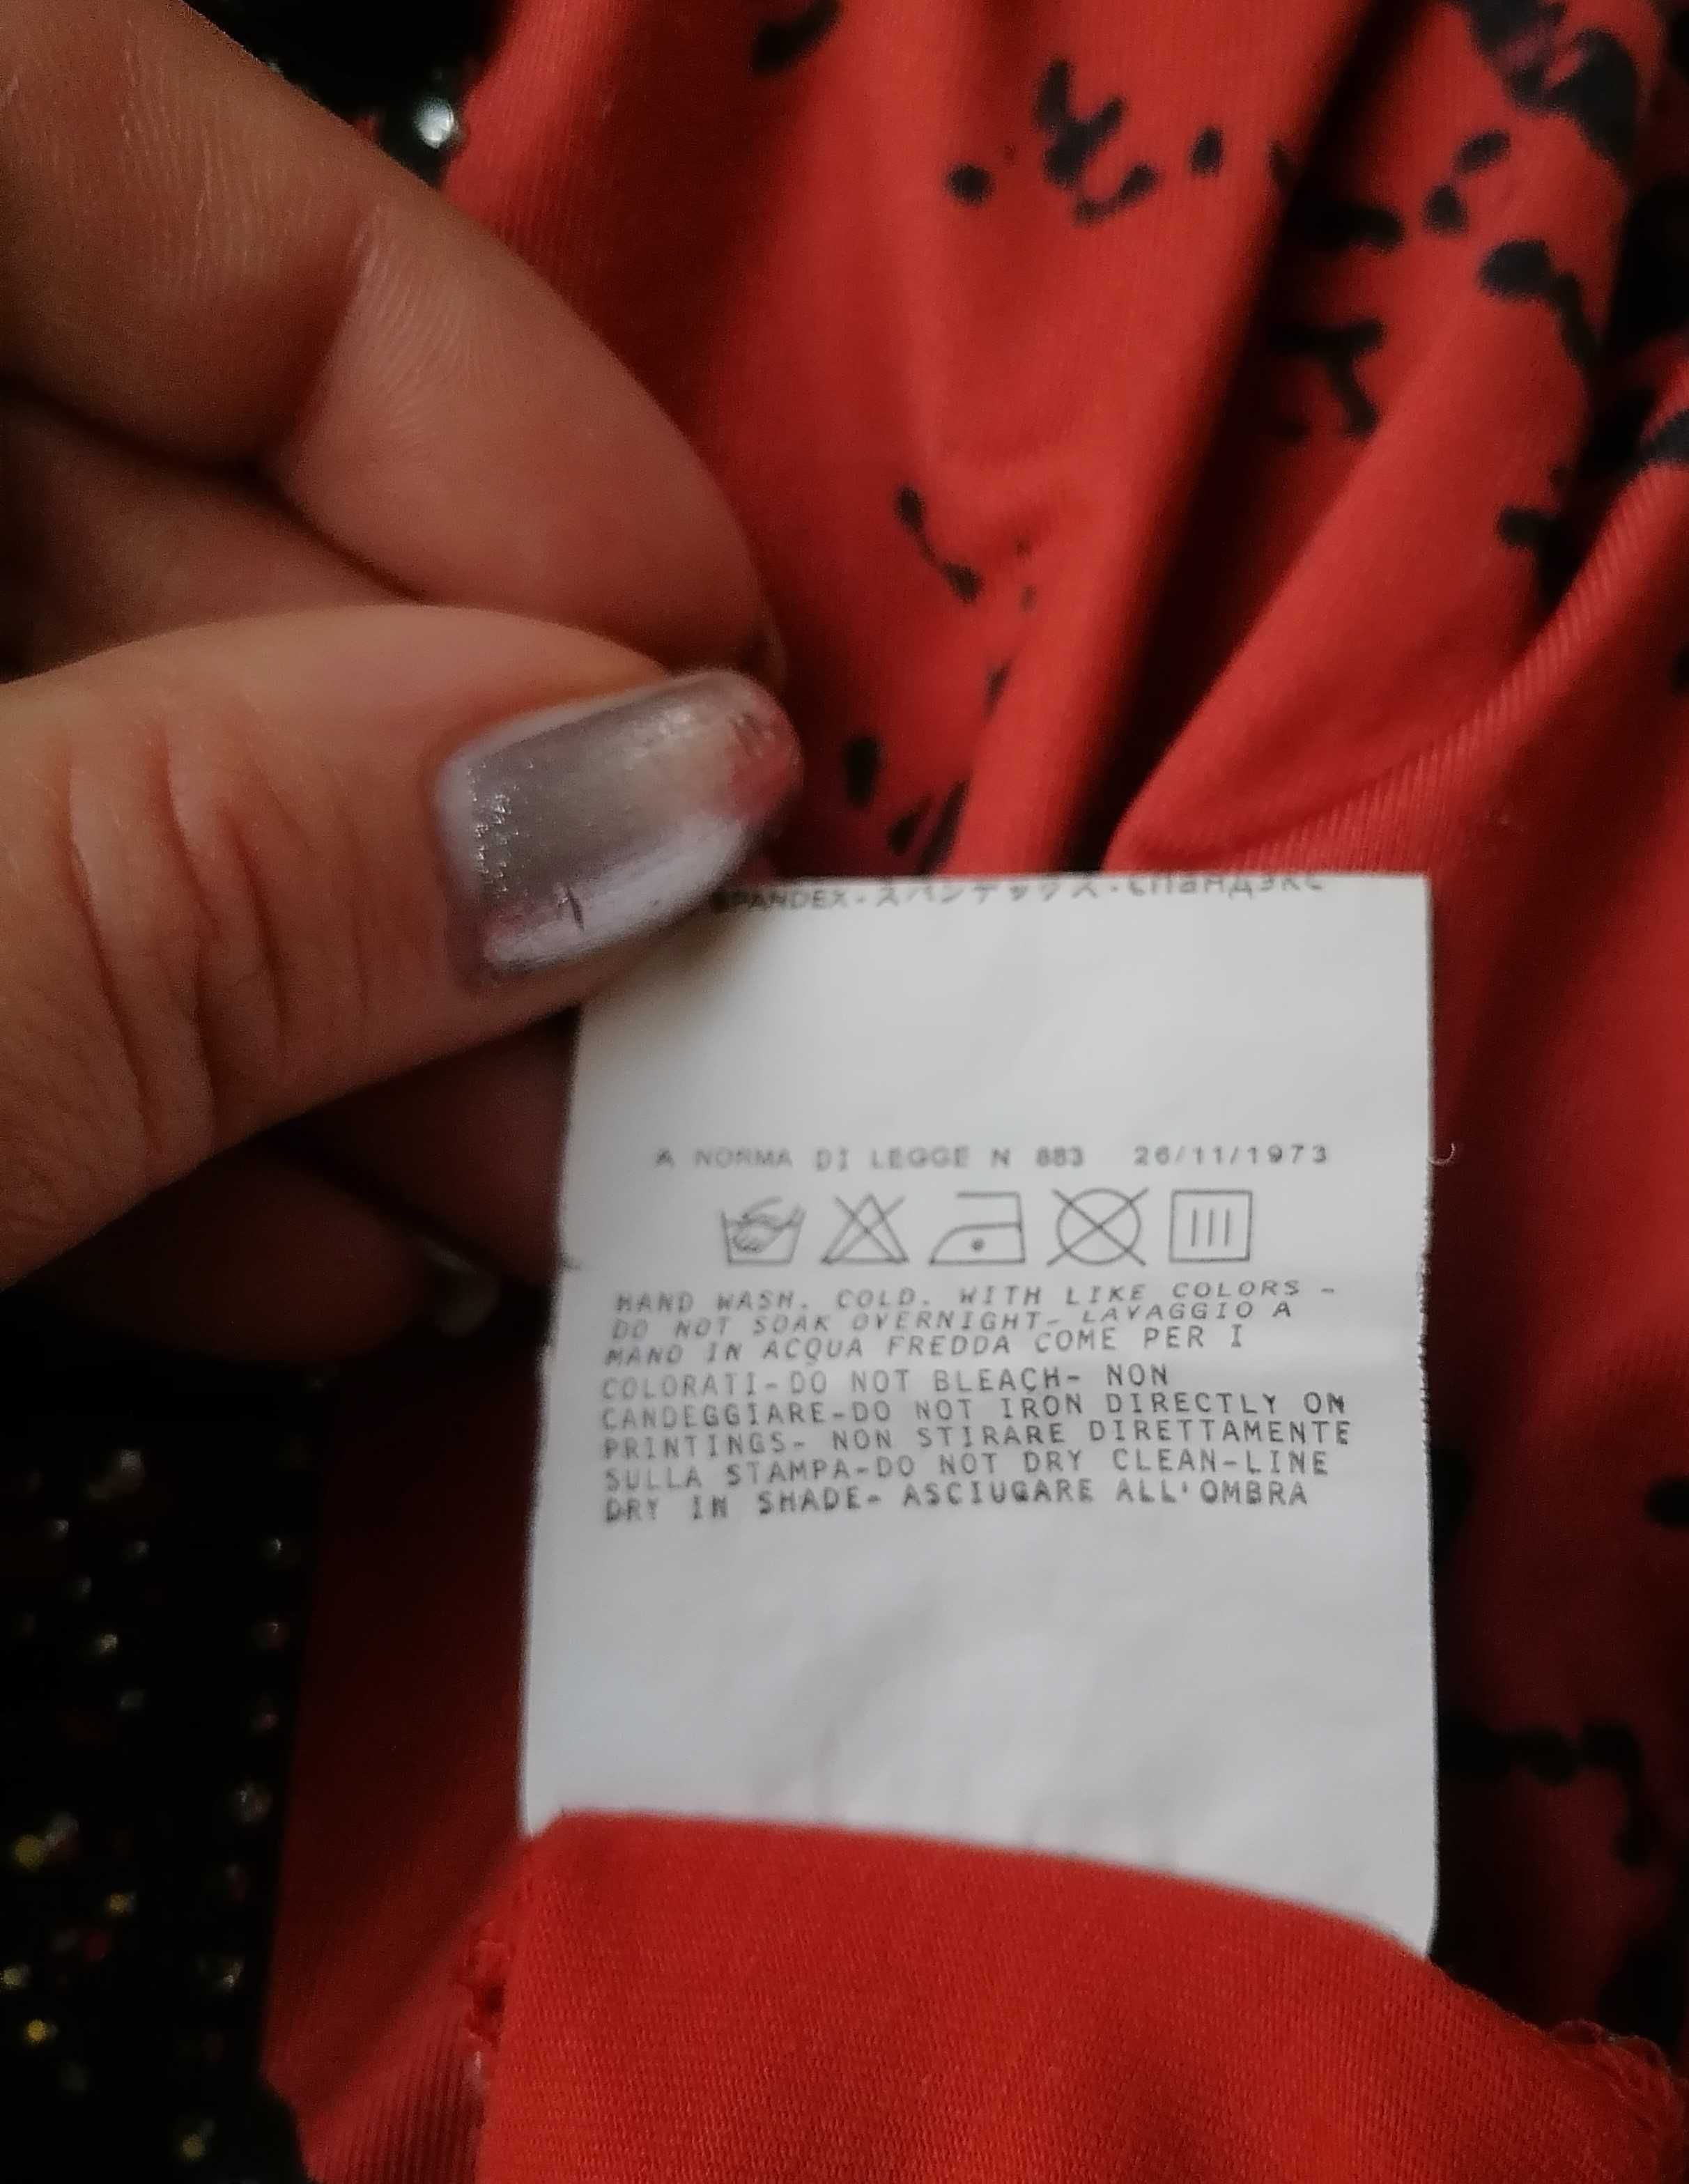 SPANDEX-スパンデックス-СПаНДЭКС
A NORMA DI LEGGE N 883 26/11/1973
HAND WASH, COLD, WITH LIKE COLORS -
DO NOT SOAK OVERNIGHT- LAVAGGIO A
MANO IN ACQUA FREDDA COME PER I
COLORATI-DO NOT BLEACH- NON
CANDEGGIARE-DO NOT IRON DIRECTLY ON
PRINTINGS- NON STIRARE DIRETTAMENTE
SULLA STAMPA-DO NOT DRY CLEAN-LINE
DRY IN SHADE- ASCIUGARE ALL'OMBRA